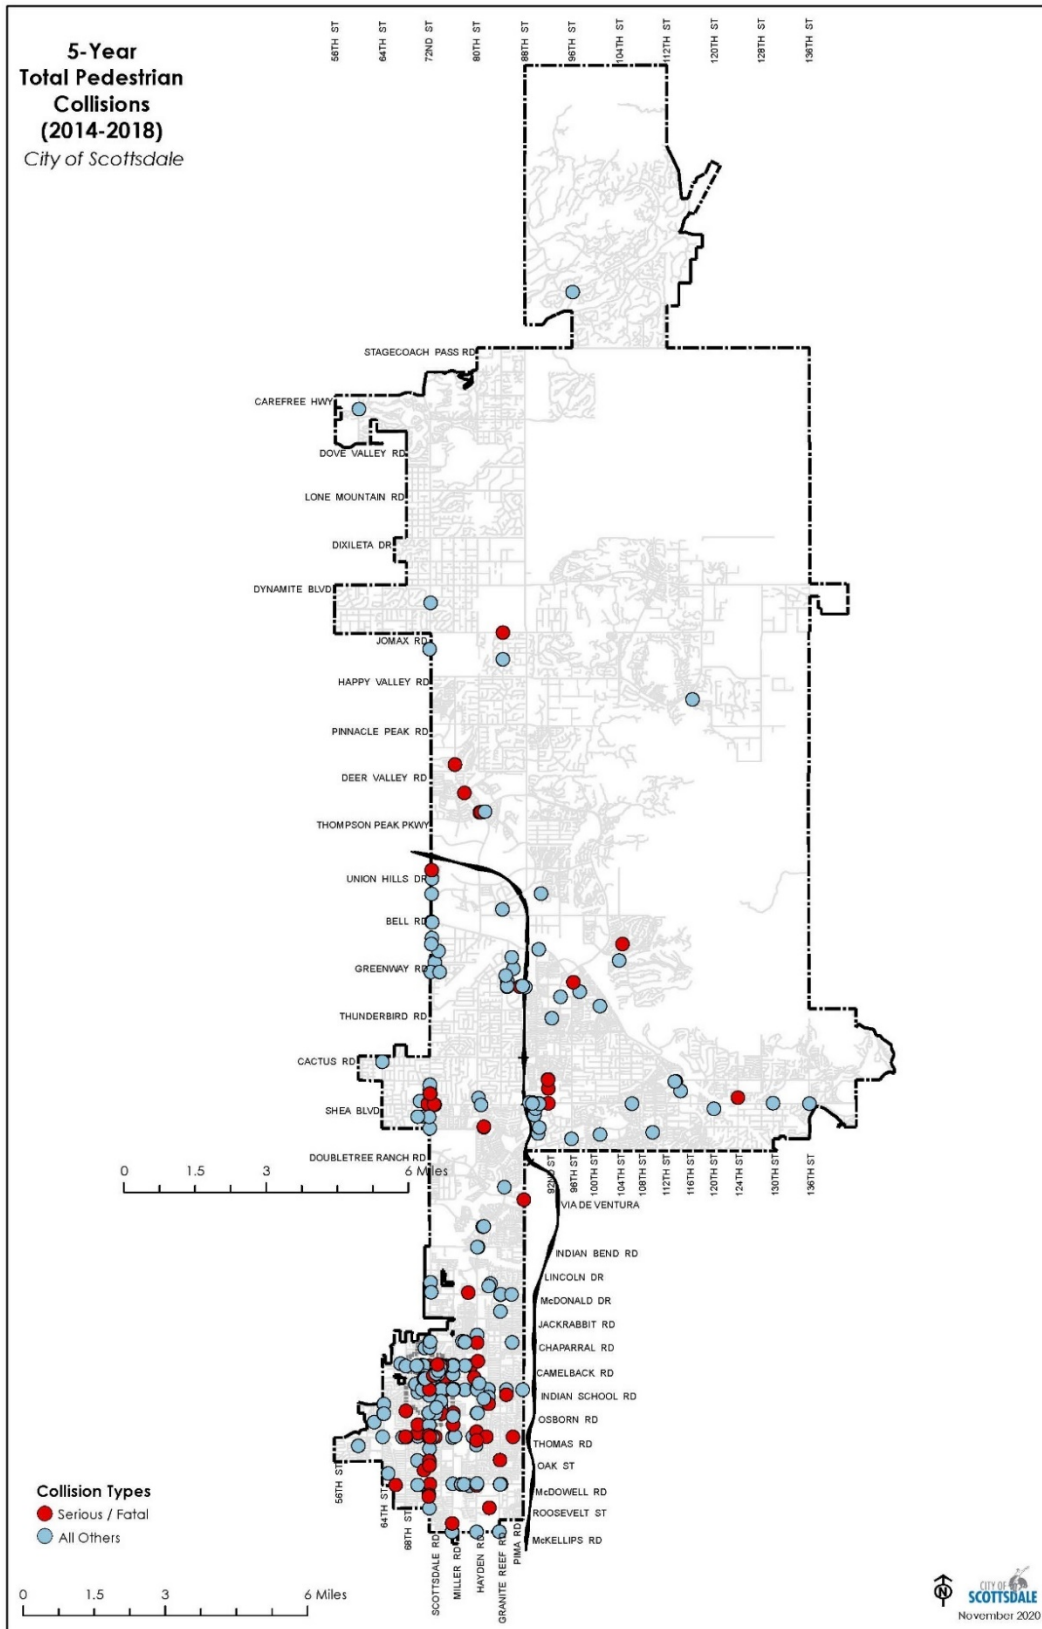 5-Year
Total Pedestrian
Collisions
(2014-2018)
City of Scottsdale
56TH ST
64TH ST
72ND ST
80TH ST
88TH ST
96TH ST
104TH ST
112TH ST
120TH ST
128TH ST
136TH ST
STAGECOACH PASS RD
CAREFREE HWY
DOVE VALLEY RD
LONE MOUNTAIN RD
DIXILETA DR
DYNAMITE BLVD
JOMAX RD
HAPPY VALLEY RD
PINNACLE PEAK RD
DEER VALLEY RD
THOMPSON PEAK PKWY
UNION HILLS DR
BELL RD
GREENWAY RD
THUNDERBIRD RD
CACTUS RD
SHEA BLVD
DOUBLETREE RANCH RD
0 1.5 3 6 Miles
92ND ST
96TH ST
100TH ST
104TH ST
108TH ST
112TH ST
116TH ST
120TH ST
124TH ST
130TH ST
136TH ST
VIA DE VENTURA
INDIAN BEND RD
LINCOLN DR
McDONALD DR
JACKRABBIT RD
CHAPARRAL RD
CAMELBACK RD
INDIAN SCHOOL RD
OSBORN RD
THOMAS RD
OAK ST
McDOWELL RD
ROOSEVELT ST
McKELLIPS RD
56TH ST
64TH ST
68TH ST
SCOTTSDALE RD
MILLER RD
HAYDEN RD
GRANITE REEF RD
PIMA RD
Collision Types
Serious / Fatal
All Others
0 1.5 3 6 Miles
N
CITY OF
SCOTTSDALE
November 2020